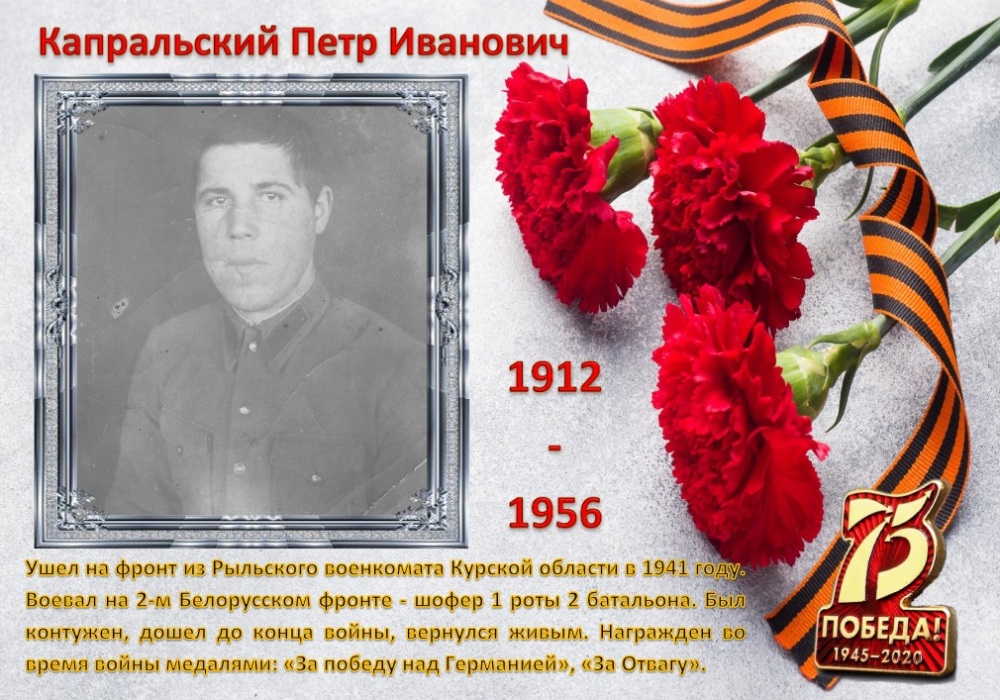 Капральский Петр Иванович
1912
-
1956
Ушел на фронт из Рыльского военкомата Курской области в 1941 году.
Воевал на 2-м Белорусском фронте - шофер 1 роты 2 батальона. Был
контужен, дошел до конца войны, вернулся живым. Награжден во
время войны медалями: «За победу над Германией», «За Отвагу».
75
ПОБЕДА!
1945–2020